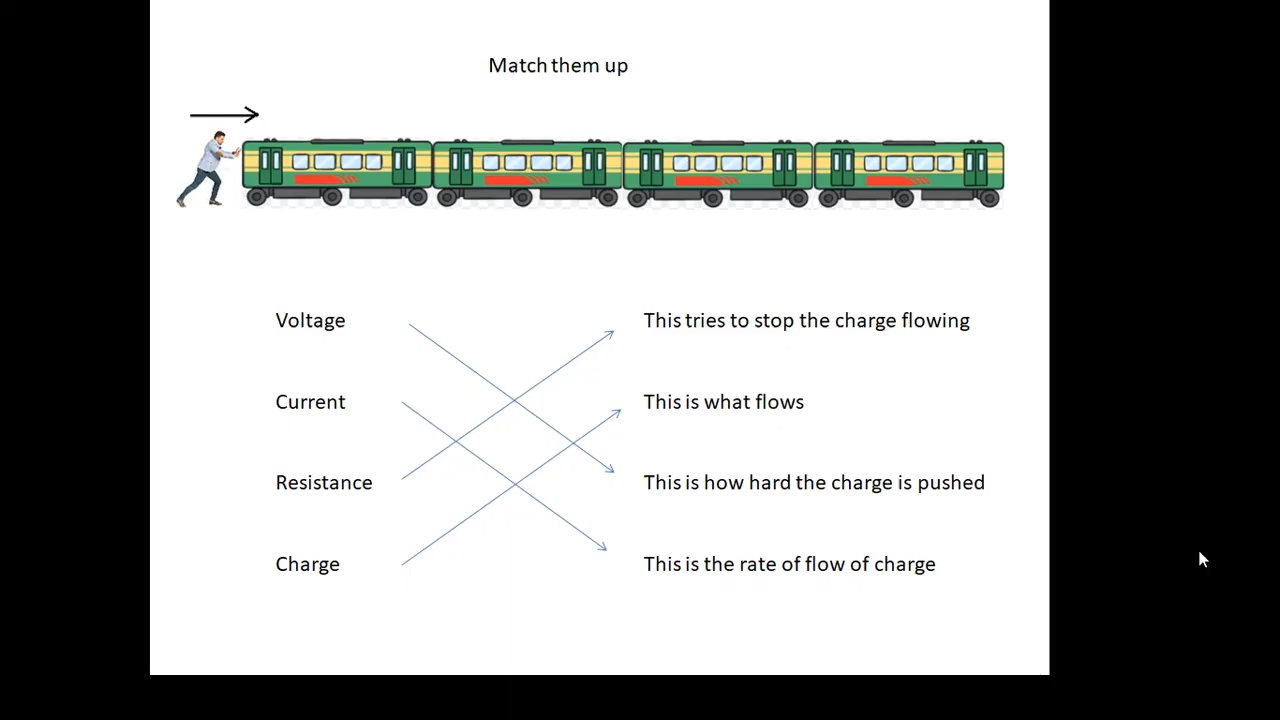 Match them up
Voltage
This tries to stop the charge flowing
Current
This is what flows
Resistance
This is how hard the charge is pushed
Charge
This is the rate of flow of charge